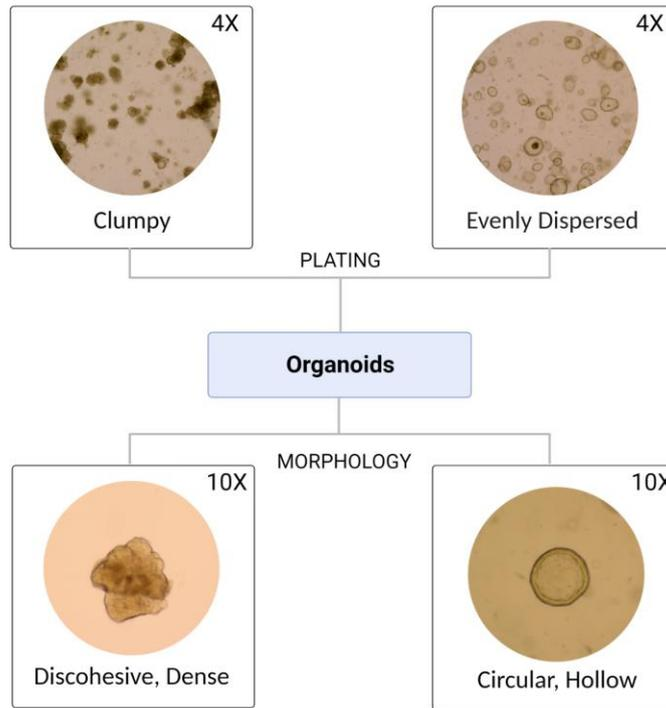 4X
4X
Clumpy
Evenly Dispersed
PLATING
Organoids
MORPHOLOGY
10X
10X
Discohesive, Dense
Circular, Hollow